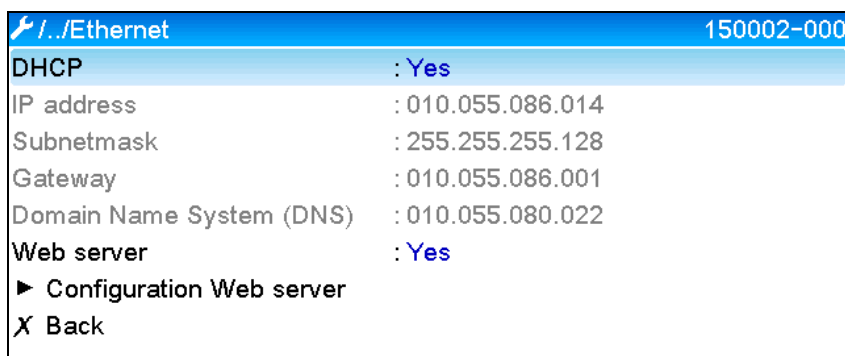 /../Ethernet 150002-000
DHCP : Yes
IP address : 010.055.086.014
Subnetmask : 255.255.255.128
Gateway : 010.055.086.001
Domain Name System (DNS) : 010.055.080.022
Web server : Yes
► Configuration Web server
X Back